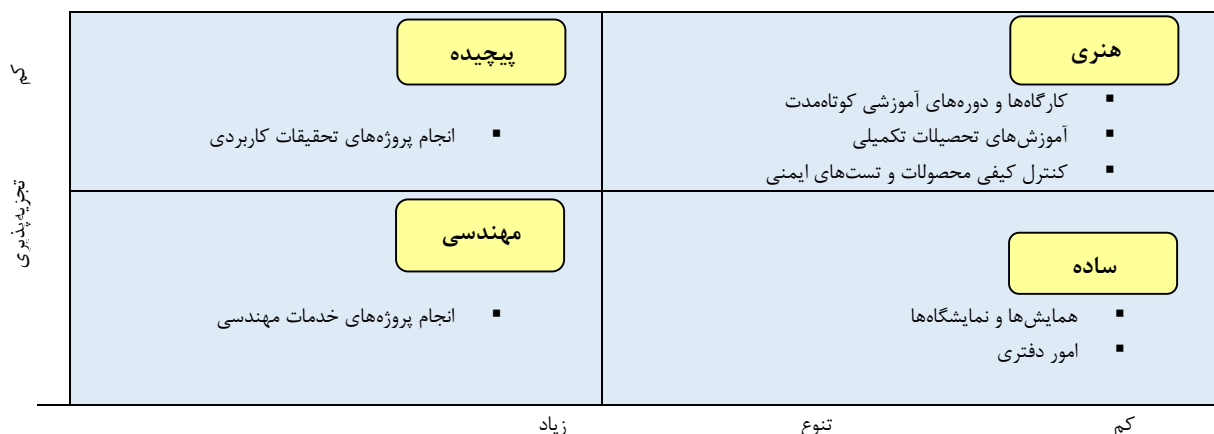 هنری
▪ کارگاه‌ها و دوره‌های آموزشی کوتاه‌مدت
▪ آموزش‌های تحصیلات تکمیلی
▪ کنترل کیفی محصولات و تست‌های ایمنی
پیچیده
▪ انجام پروژه‌های تحقیقات کاربردی
کم
تجزیه‌پذیری
ساده
▪ همایش‌ها و نمایشگاه‌ها
▪ امور دفتری
مهندسی
▪ انجام پروژه‌های خدمات مهندسی
کم تنوع زیاد